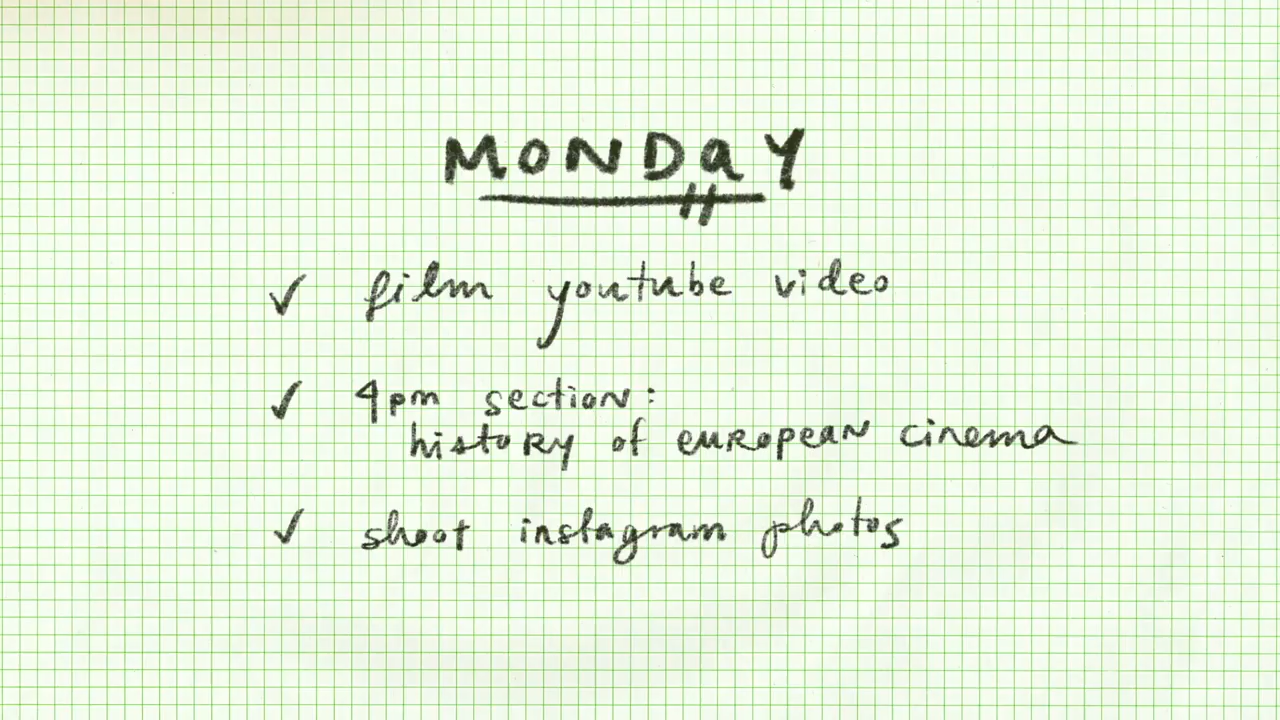 MONDaY
✓ film youtube video
✓ 4pm section:
history of european cinema
✓ shoot instagram photos